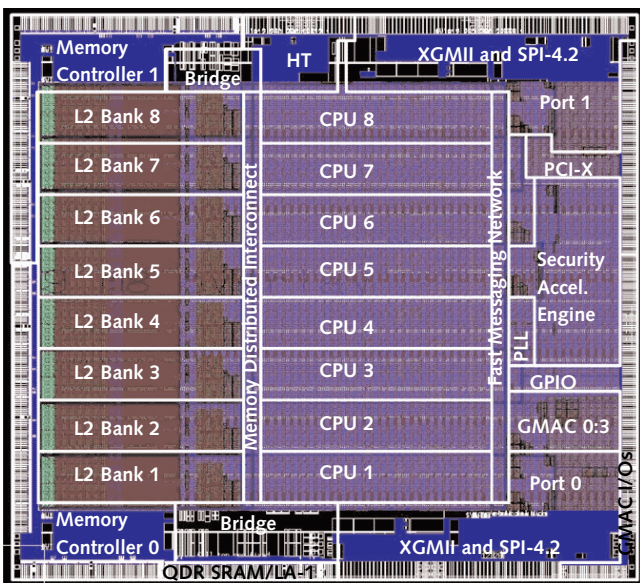 Memory
Controller 1
Bridge
HT
XGMII and SPI-4.2
Port 1
L2 Bank 8
CPU 8
L2 Bank 7
CPU 7
PCI-X
L2 Bank 6
CPU 6
L2 Bank 5
CPU 5
Security
Accel.
Engine
L2 Bank 4
CPU 4
L2 Bank 3
CPU 3
L2 Bank 2
CPU 2
L2 Bank 1
CPU 1
Memory Distributed Interconnect
Fast Messaging Network
PLL
GPIO
GMAC 0:3
Port 0
GMAC I/Os
Memory
Controller 0
Bridge
XGMII and SPI-4.2
QDR SRAM/LA-1